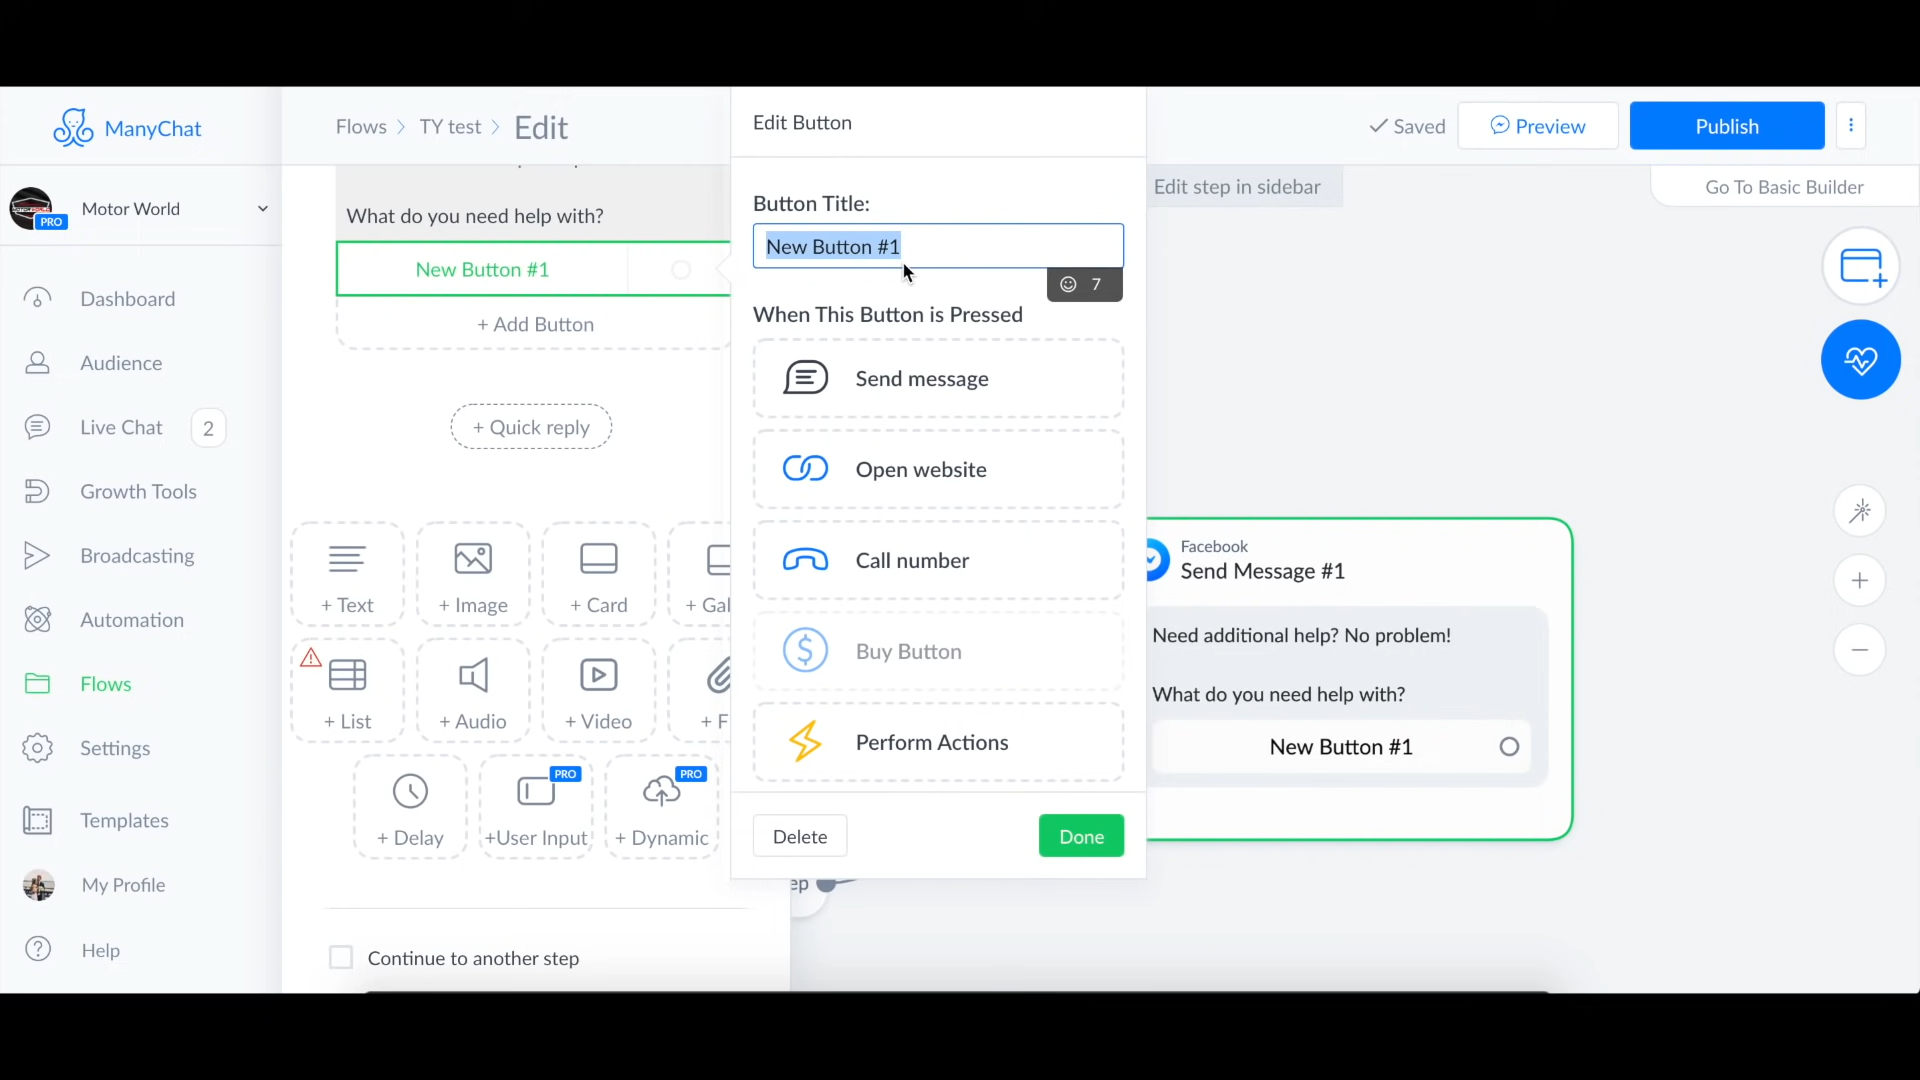 ManyChat
PRO
Motor World
Dashboard
Audience
Live Chat 2
Growth Tools
Broadcasting
Automation
Flows
Settings
Templates
My Profile
Help
Flows TY test Edit
What do you need help with?
New Button #1
+ Add Button
+ Quick reply
+ Text
+ Image
+ Card
+ Gal
+ List
+ Audio
+ Video
+ F
+ Delay
PRO
+User Input
PRO
+ Dynamic
Continue to another step
ep
Edit Button
Button Title:
New Button #1
7
When This Button is Pressed
Send message
Open website
Call number
Buy Button
Perform Actions
Delete
Done
Saved
Preview
Publish
Edit step in sidebar
Go To Basic Builder
Facebook
Send Message #1
Need additional help? No problem!
What do you need help with?
New Button #1